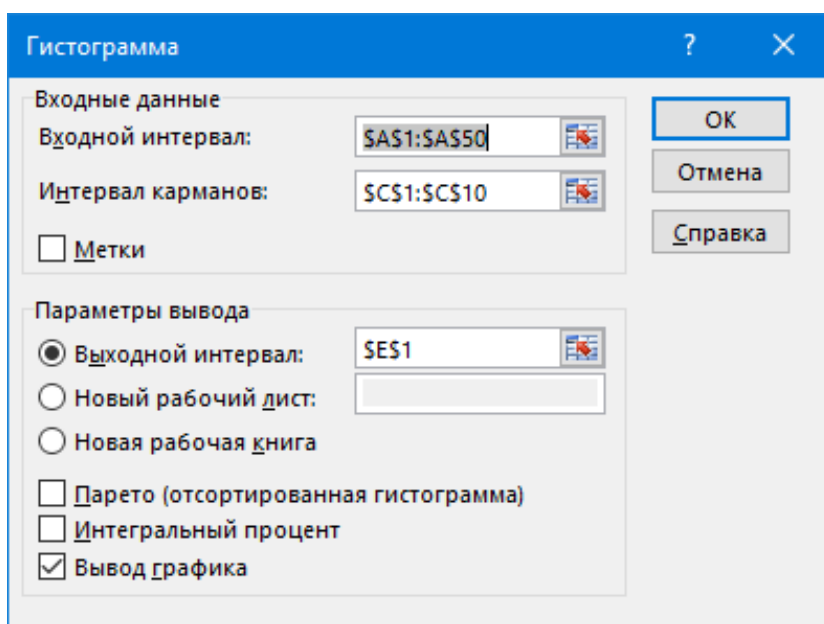 Гистограмма ?
Входные данные
Входной интервал: $A$1:$A$50
Интервал карманов: $C$1:$C$10
Метки
OK
Отмена
Справка
Параметры вывода
Выходной интервал: $E$1
Новый рабочий лист:
Новая рабочая книга
Парето (отсортированная гистограмма)
Интегральный процент
Вывод графика